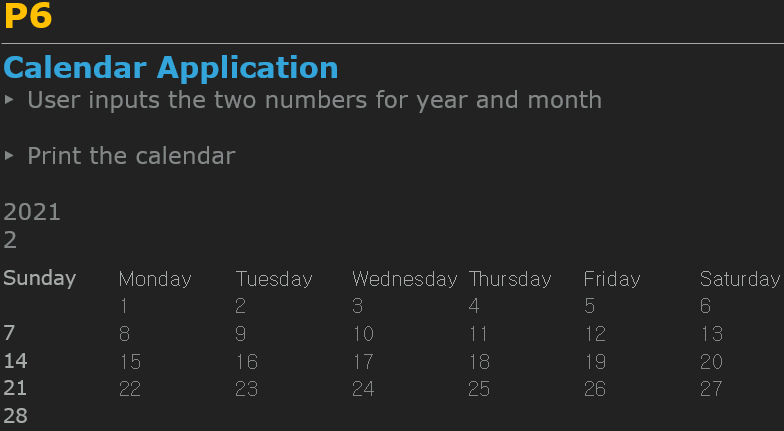 P6
Calendar Application
▸ User inputs the two numbers for year and month
▸ Print the calendar
2021
2
Sunday Monday Tuesday Wednesday Thursday Friday Saturday
1 2 3 4 5 6
7 8 9 10 11 12 13
14 15 16 17 18 19 20
21 22 23 24 25 26 27
28